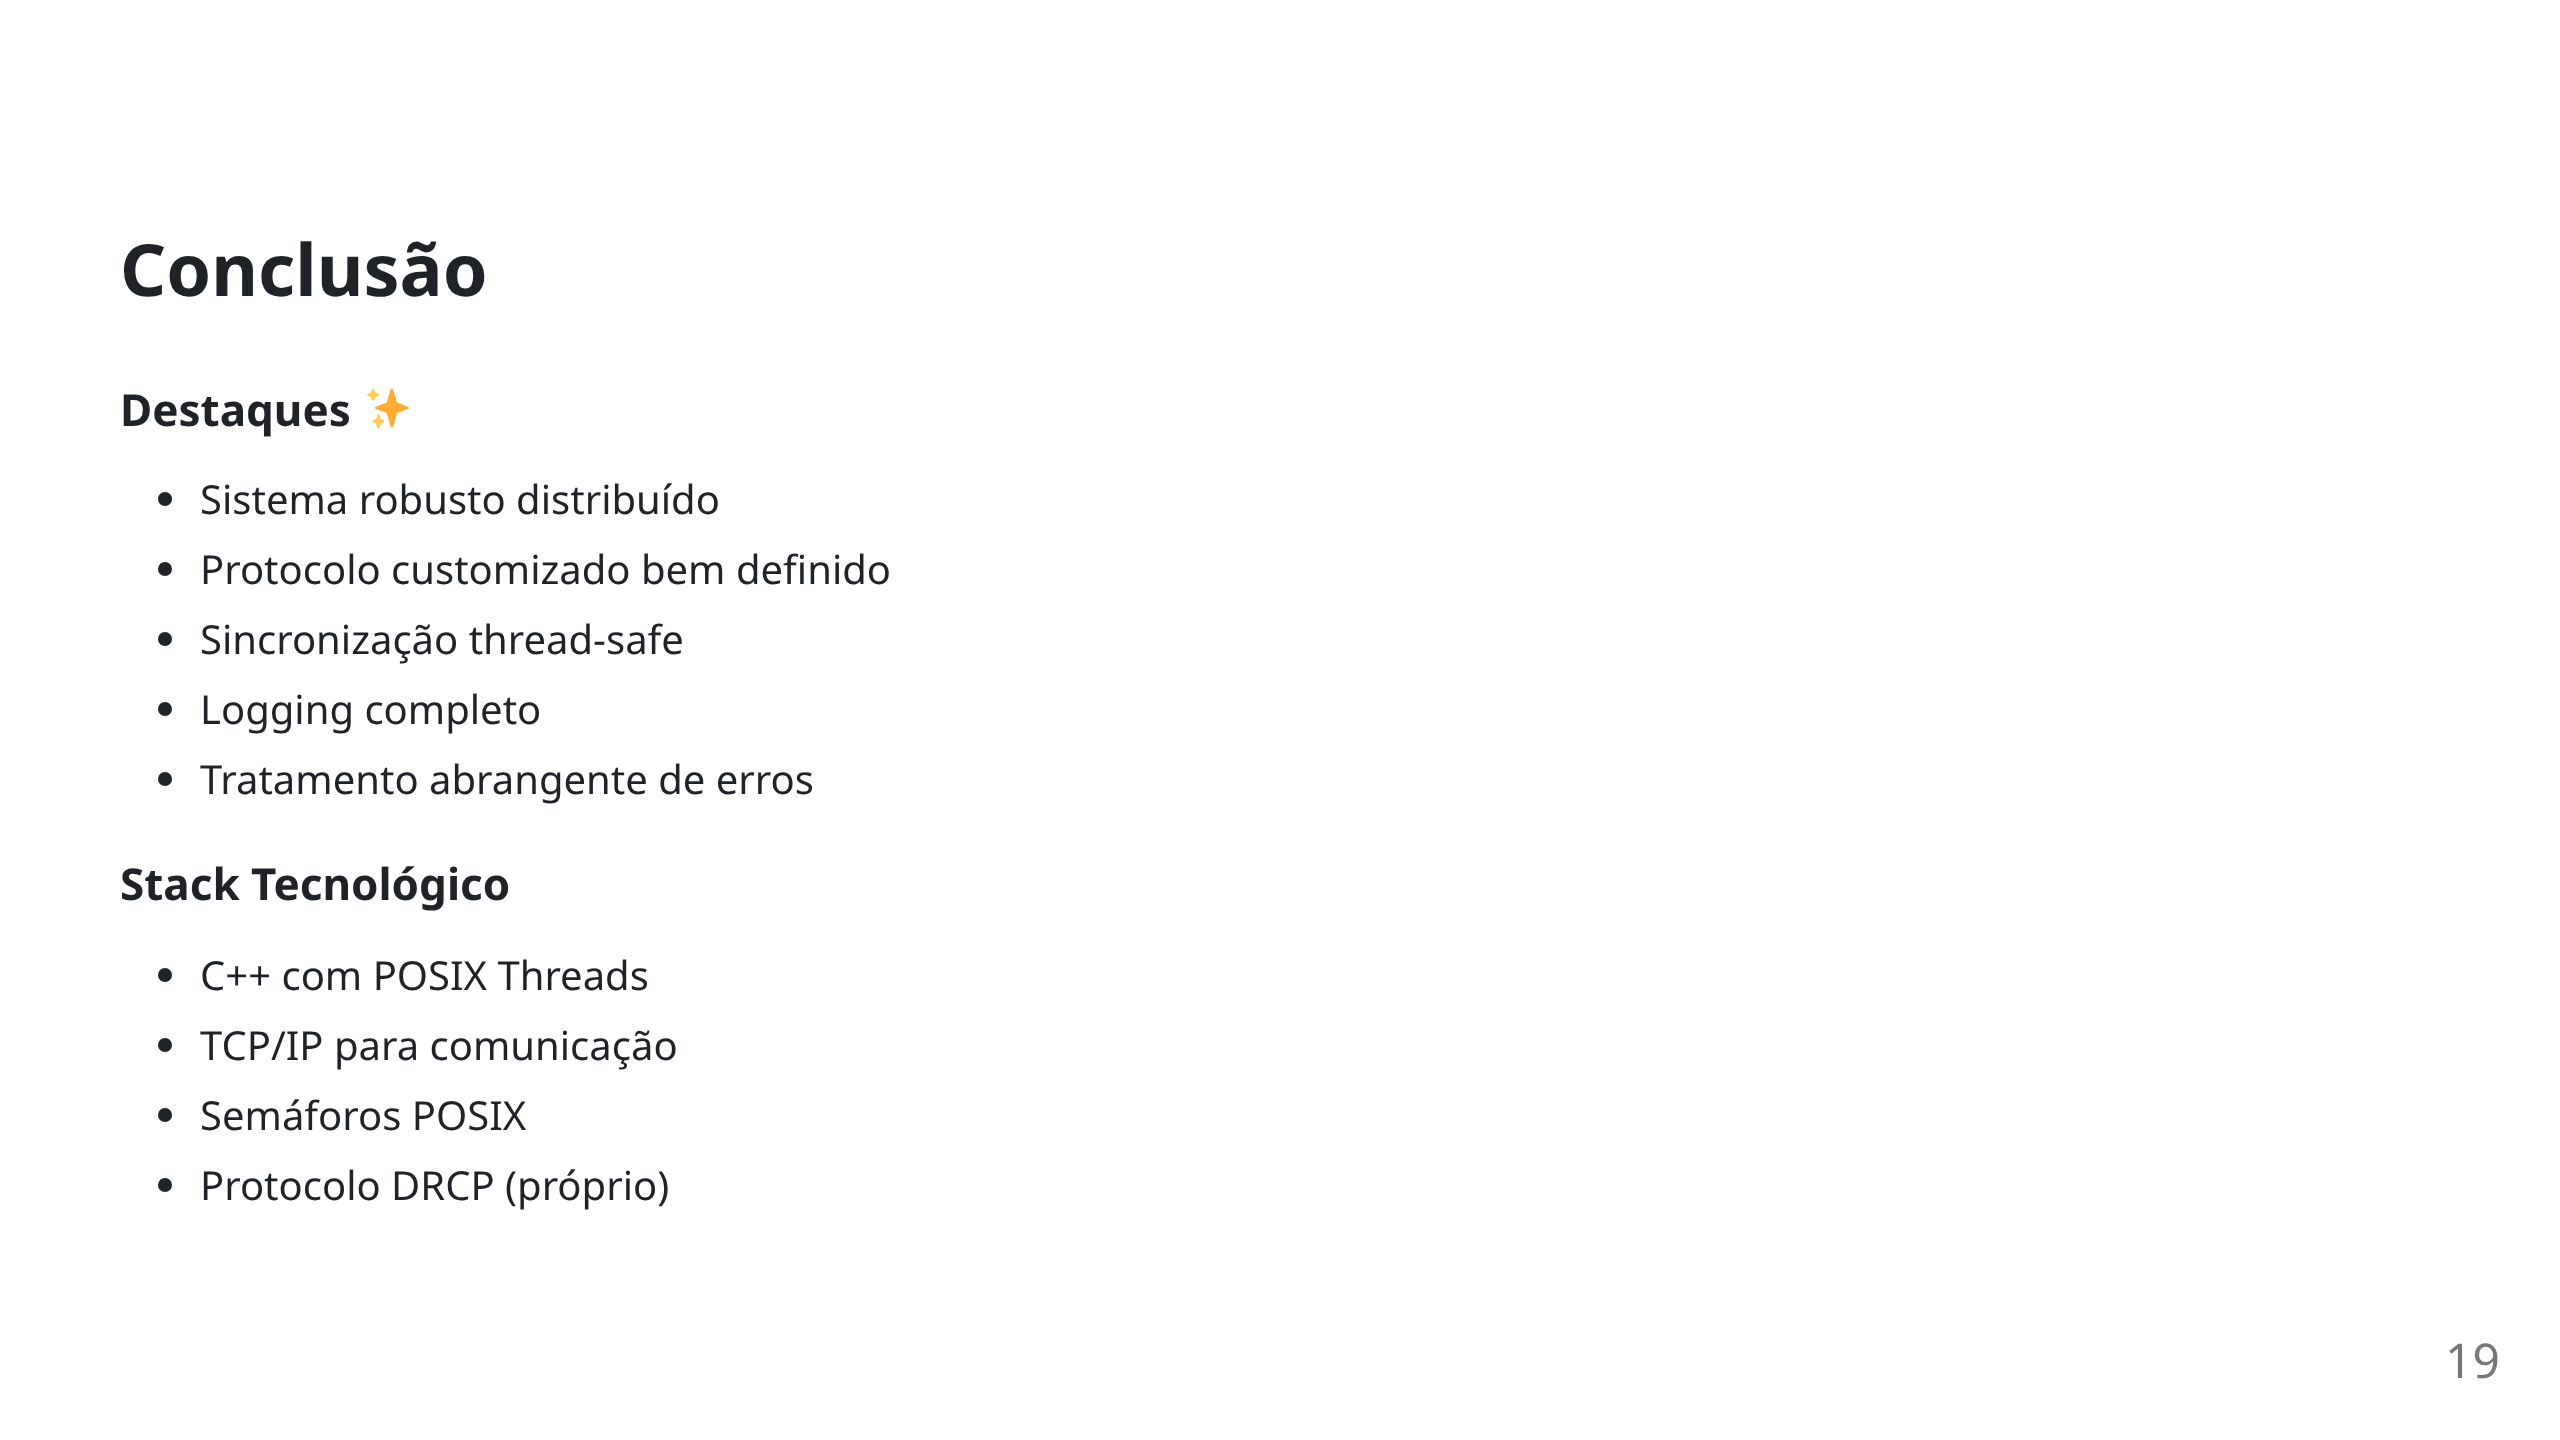 Conclusão
Destaques ✨
• Sistema robusto distribuído
• Protocolo customizado bem definido
• Sincronização thread-safe
• Logging completo
• Tratamento abrangente de erros
Stack Tecnológico
• C++ com POSIX Threads
• TCP/IP para comunicação
• Semáforos POSIX
• Protocolo DRCP (próprio)
19